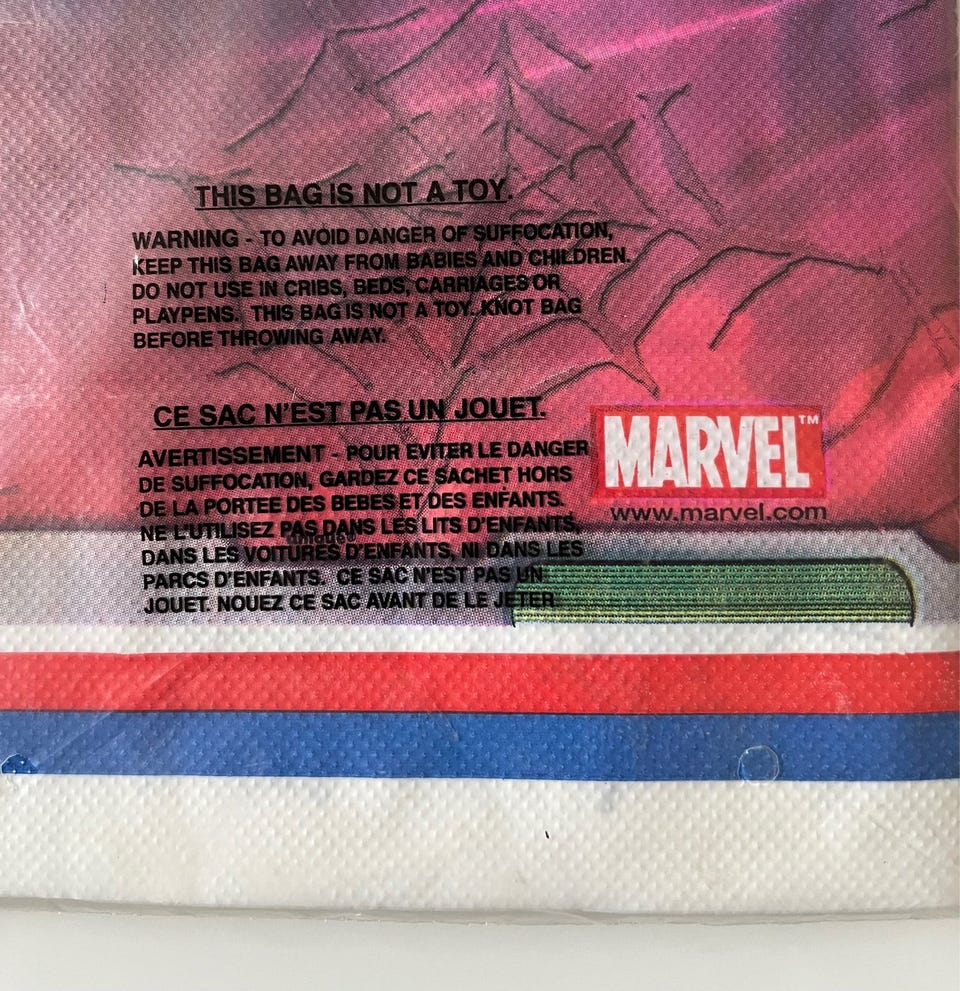 THIS BAG IS NOT A TOY.
WARNING - TO AVOID DANGER OF SUFFOCATION,
KEEP THIS BAG AWAY FROM BABIES AND CHILDREN.
DO NOT USE IN CRIBS, BEDS, CARRIAGES OR
PLAYPENS. THIS BAG IS NOT A TOY. KNOT BAG
BEFORE THROWING AWAY.
CE SAC N'EST PAS UN JOUET.
AVERTISSEMENT - POUR EVITER LE DANGER
DE SUFFOCATION, GARDEZ CE SACHET HORS
DE LA PORTEE DES BEBES ET DES ENFANTS.
NE L'UTILISEZ PAS DANS LES LITS D'ENFANTS,
DANS LES VOITURES D'ENFANTS, NI DANS LES
PARCS D'ENFANTS. CE SAC N'EST PAS UN
JOUET. NOUEZ CE SAC AVANT DE LE JETER.
MARVEL™
www.marvel.com